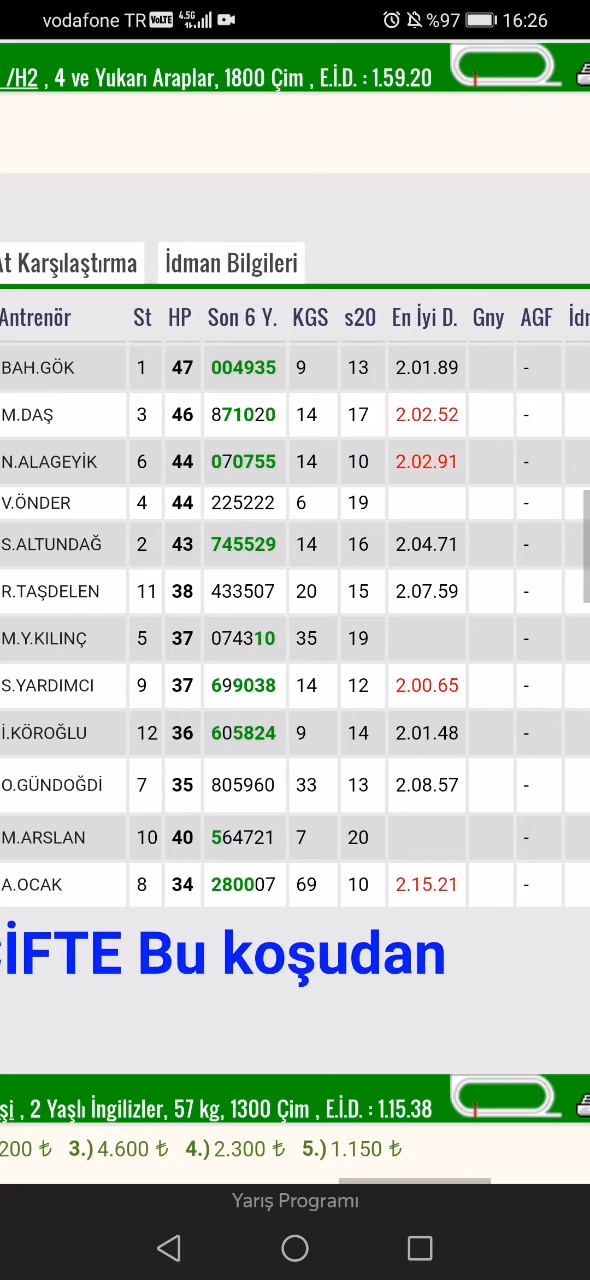 vodafone TR VoLTE 4.5G %97 16:26
/H2 , 4 ve Yukarı Araplar, 1800 Çim , E.İ.D. : 1.59.20
At Karşılaştırma İdman Bilgileri
Antrenör St HP Son 6 Y. KGS s20 En İyi D. Gny AGF İdm
BAH.GÖK 1 47 004935 9 13 2.01.89 -
M.DAŞ 3 46 871020 14 17 2.02.52 -
N.ALAGEYİK 6 44 070755 14 10 2.02.91 -
V.ÖNDER 4 44 225222 6 19 -
S.ALTUNDAĞ 2 43 745529 14 16 2.04.71 -
R.TAŞDELEN 11 38 433507 20 15 2.07.59 -
M.Y.KILINÇ 5 37 074310 35 19 -
S.YARDIMCI 9 37 699038 14 12 2.00.65 -
İ.KÖROĞLU 12 36 605824 9 14 2.01.48 -
O.GÜNDOĞDİ 7 35 805960 33 13 2.08.57 -
M.ARSLAN 10 40 564721 7 20 -
A.OCAK 8 34 280007 69 10 2.15.21 -
ÇİFTE Bu koşudan
şi , 2 Yaşlı İngilizler, 57 kg, 1300 Çim , E.İ.D. : 1.15.38
200 ₺ 3.) 4.600 ₺ 4.) 2.300 ₺ 5.) 1.150 ₺
Yarış Programı